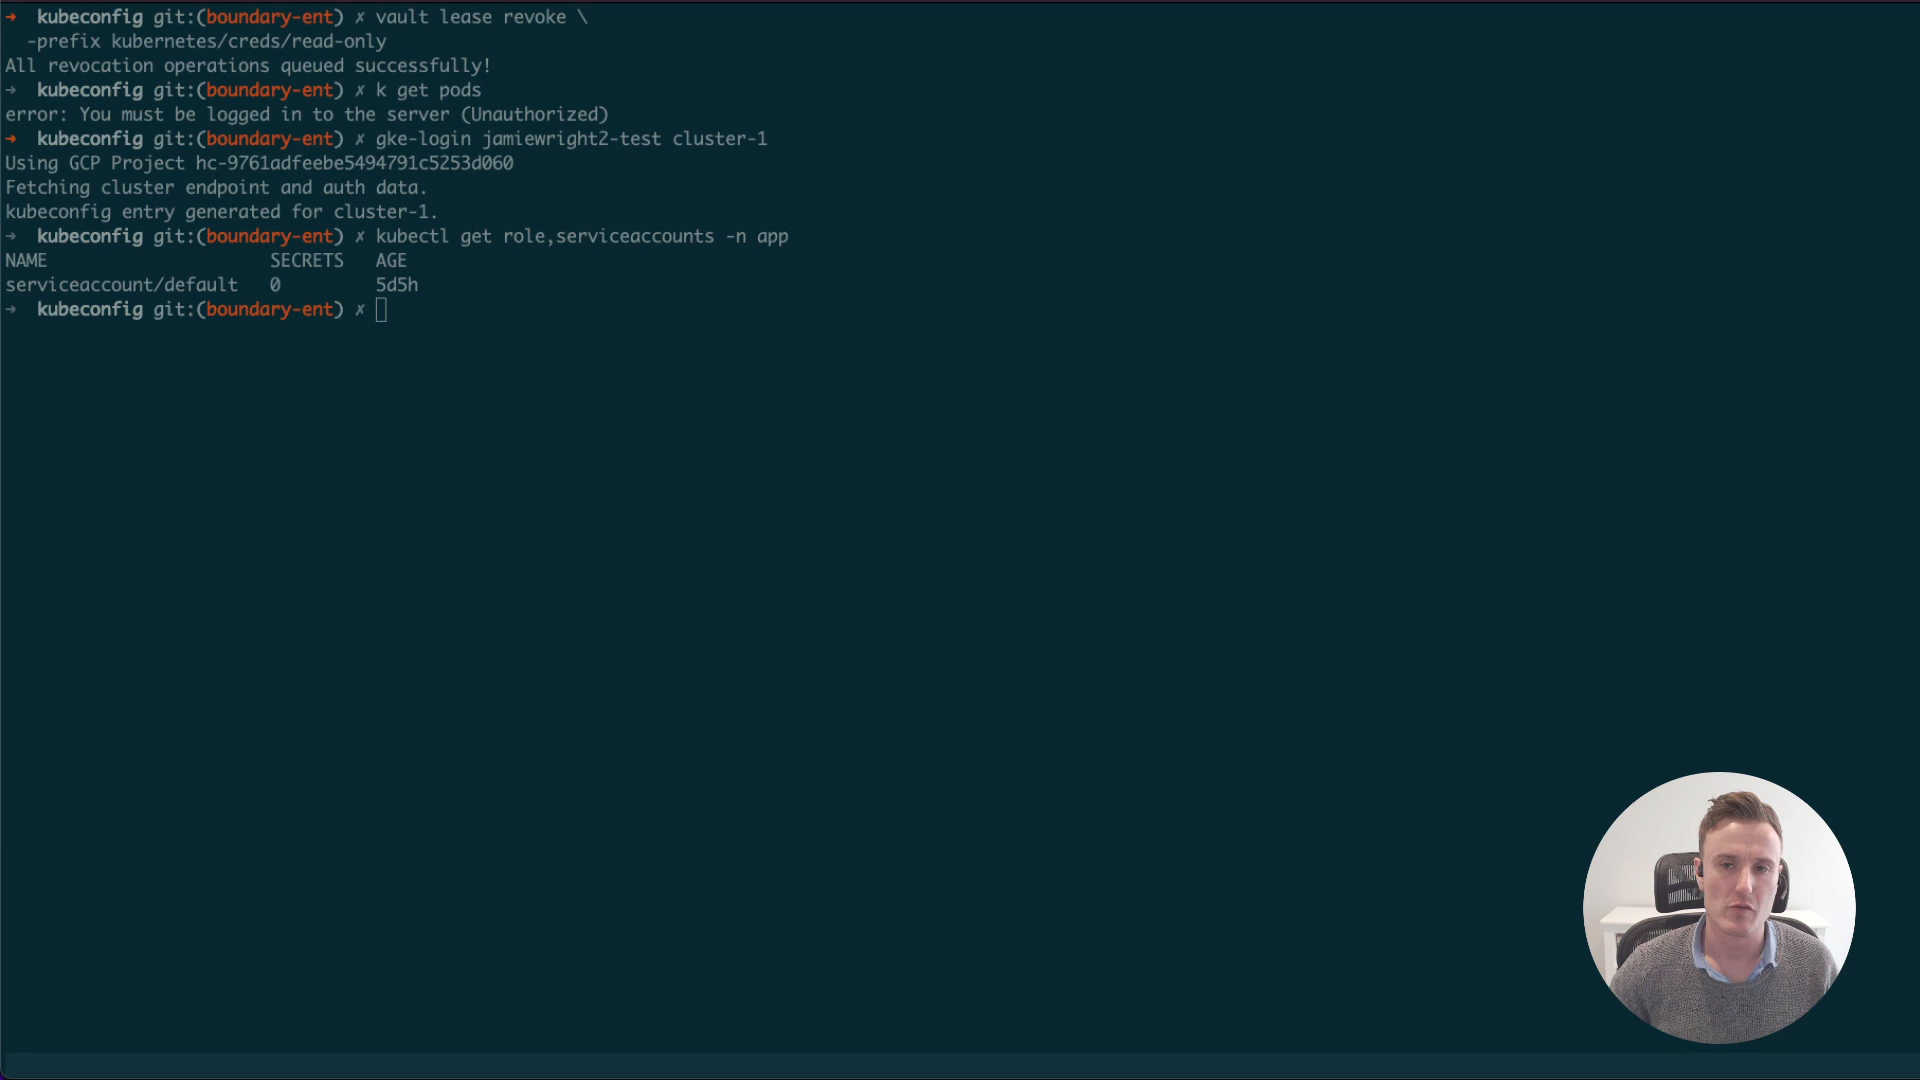 →  kubeconfig git:(boundary-ent) ✗ vault lease revoke \
  -prefix kubernetes/creds/read-only
All revocation operations queued successfully!
→  kubeconfig git:(boundary-ent) ✗ k get pods
error: You must be logged in to the server (Unauthorized)
→  kubeconfig git:(boundary-ent) ✗ gke-login jamiewright2-test cluster-1
Using GCP Project hc-9761adfeebe5494791c5253d060
Fetching cluster endpoint and auth data.
kubeconfig entry generated for cluster-1.
→  kubeconfig git:(boundary-ent) ✗ kubectl get role,serviceaccounts -n app
NAME                     SECRETS   AGE
serviceaccount/default   0         5d5h
→  kubeconfig git:(boundary-ent) ✗